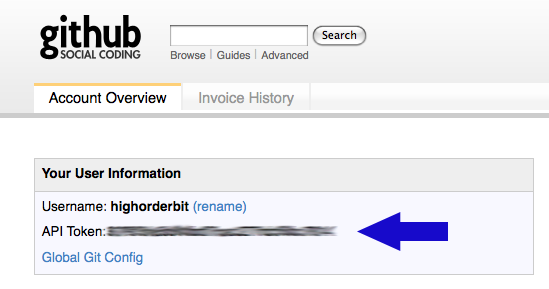 github
SOCIAL CODING
Search
Browse | Guides | Advanced
Account Overview
Invoice History
Your User Information
Username: highorderbit (rename)
API Token:
Global Git Config